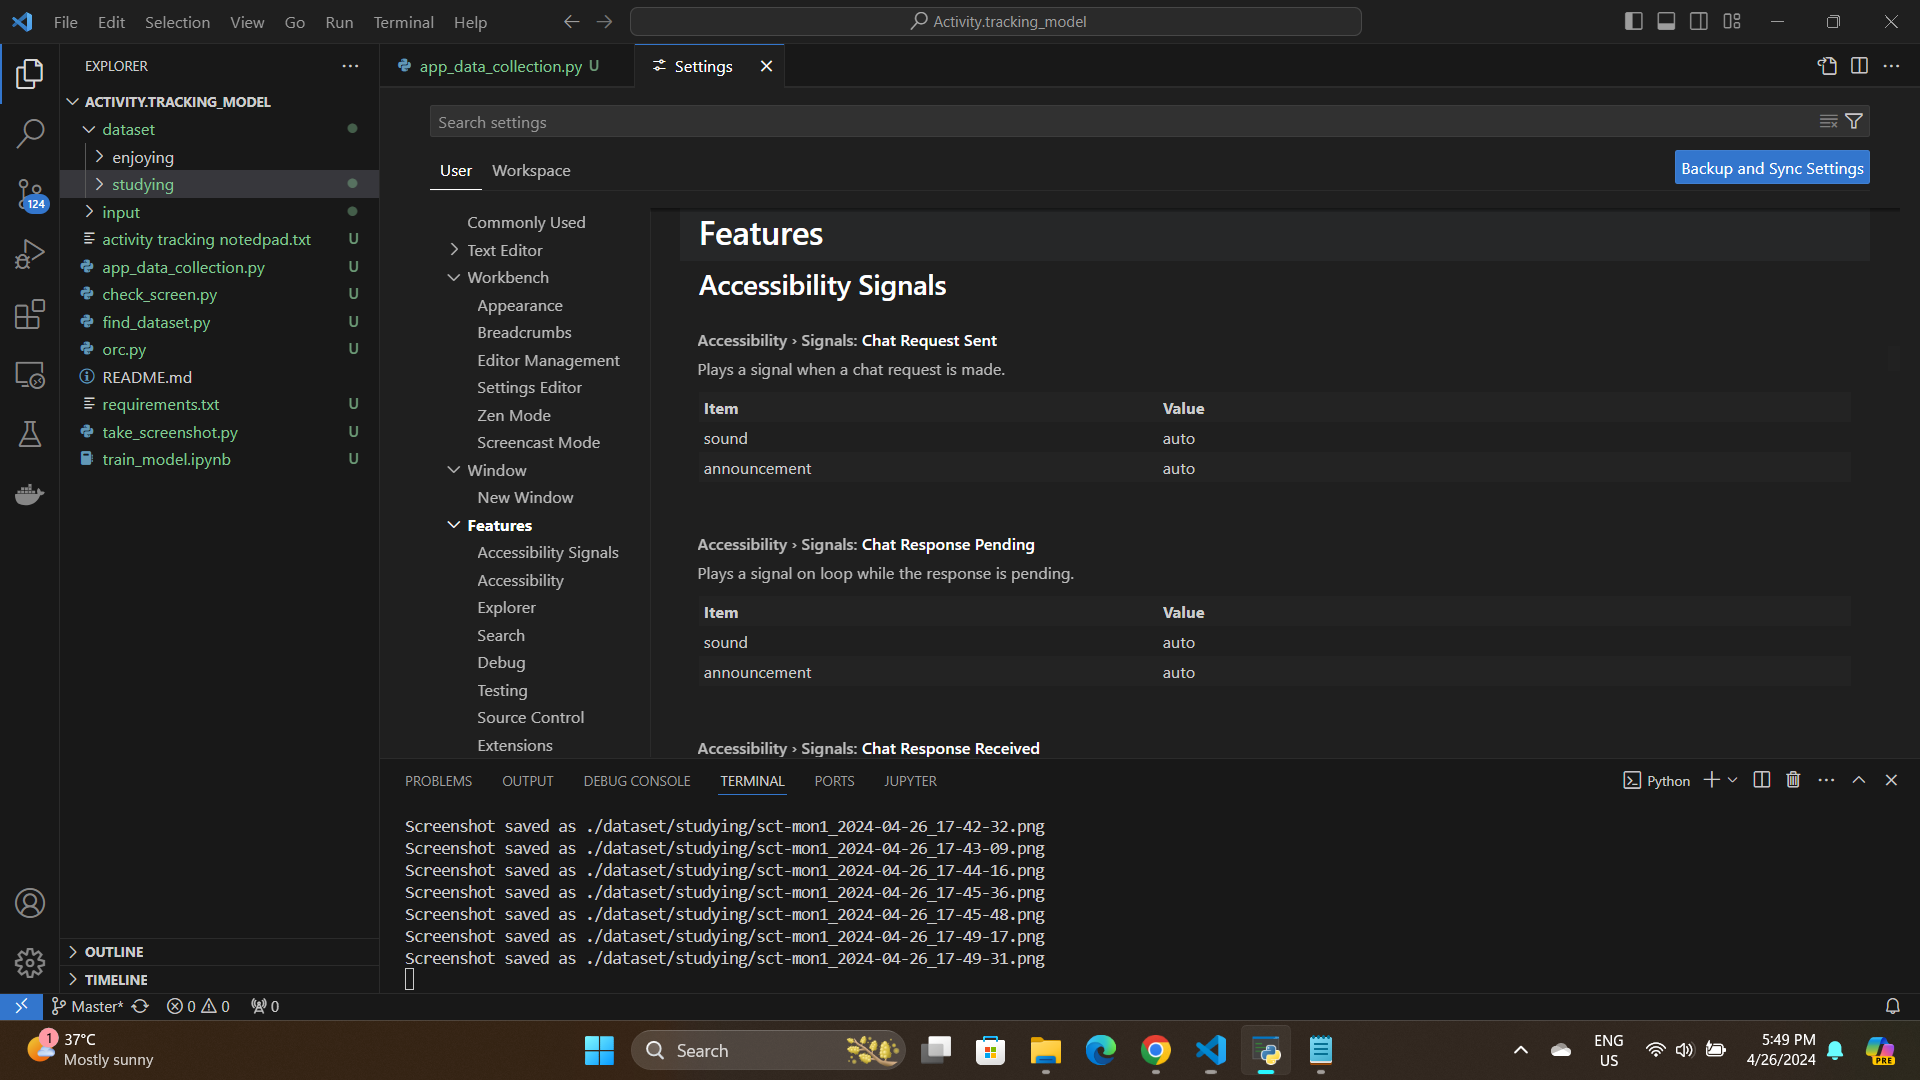 File Edit Selection View Go Run Terminal Help
Activity.tracking_model
EXPLORER
ACTIVITY.TRACKING_MODEL
dataset
enjoying
studying
input
activity tracking notedpad.txt U
app_data_collection.py U
check_screen.py U
find_dataset.py U
orc.py U
README.md
requirements.txt U
take_screenshot.py U
train_model.ipynb U
OUTLINE
TIMELINE
124
app_data_collection.py U
Settings
Search settings
User Workspace
Backup and Sync Settings
Commonly Used
Text Editor
Workbench
Appearance
Breadcrumbs
Editor Management
Settings Editor
Zen Mode
Screencast Mode
Window
New Window
Features
Accessibility Signals
Accessibility
Explorer
Search
Debug
Testing
Source Control
Extensions
Features
Accessibility Signals
Accessibility › Signals: Chat Request Sent
Plays a signal when a chat request is made.
Item Value
sound auto
announcement auto
Accessibility › Signals: Chat Response Pending
Plays a signal on loop while the response is pending.
Item Value
sound auto
announcement auto
Accessibility › Signals: Chat Response Received
PROBLEMS OUTPUT DEBUG CONSOLE TERMINAL PORTS JUPYTER
Python
Screenshot saved as ./dataset/studying/sct-mon1_2024-04-26_17-42-32.png
Screenshot saved as ./dataset/studying/sct-mon1_2024-04-26_17-43-09.png
Screenshot saved as ./dataset/studying/sct-mon1_2024-04-26_17-44-16.png
Screenshot saved as ./dataset/studying/sct-mon1_2024-04-26_17-45-36.png
Screenshot saved as ./dataset/studying/sct-mon1_2024-04-26_17-45-48.png
Screenshot saved as ./dataset/studying/sct-mon1_2024-04-26_17-49-17.png
Screenshot saved as ./dataset/studying/sct-mon1_2024-04-26_17-49-31.png
Master* 0 0 0
1
37°C
Mostly sunny
Search
ENG
US
5:49 PM
4/26/2024
PRE